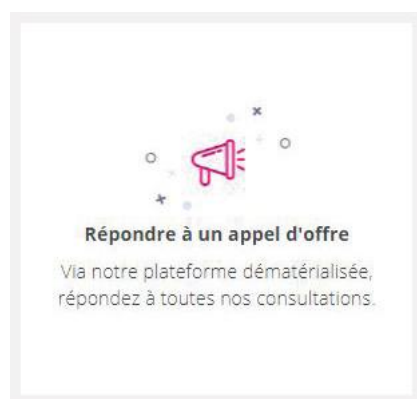 Répondre à un appel d'offre
Via notre plateforme dématérialisée,
répondez à toutes nos consultations.